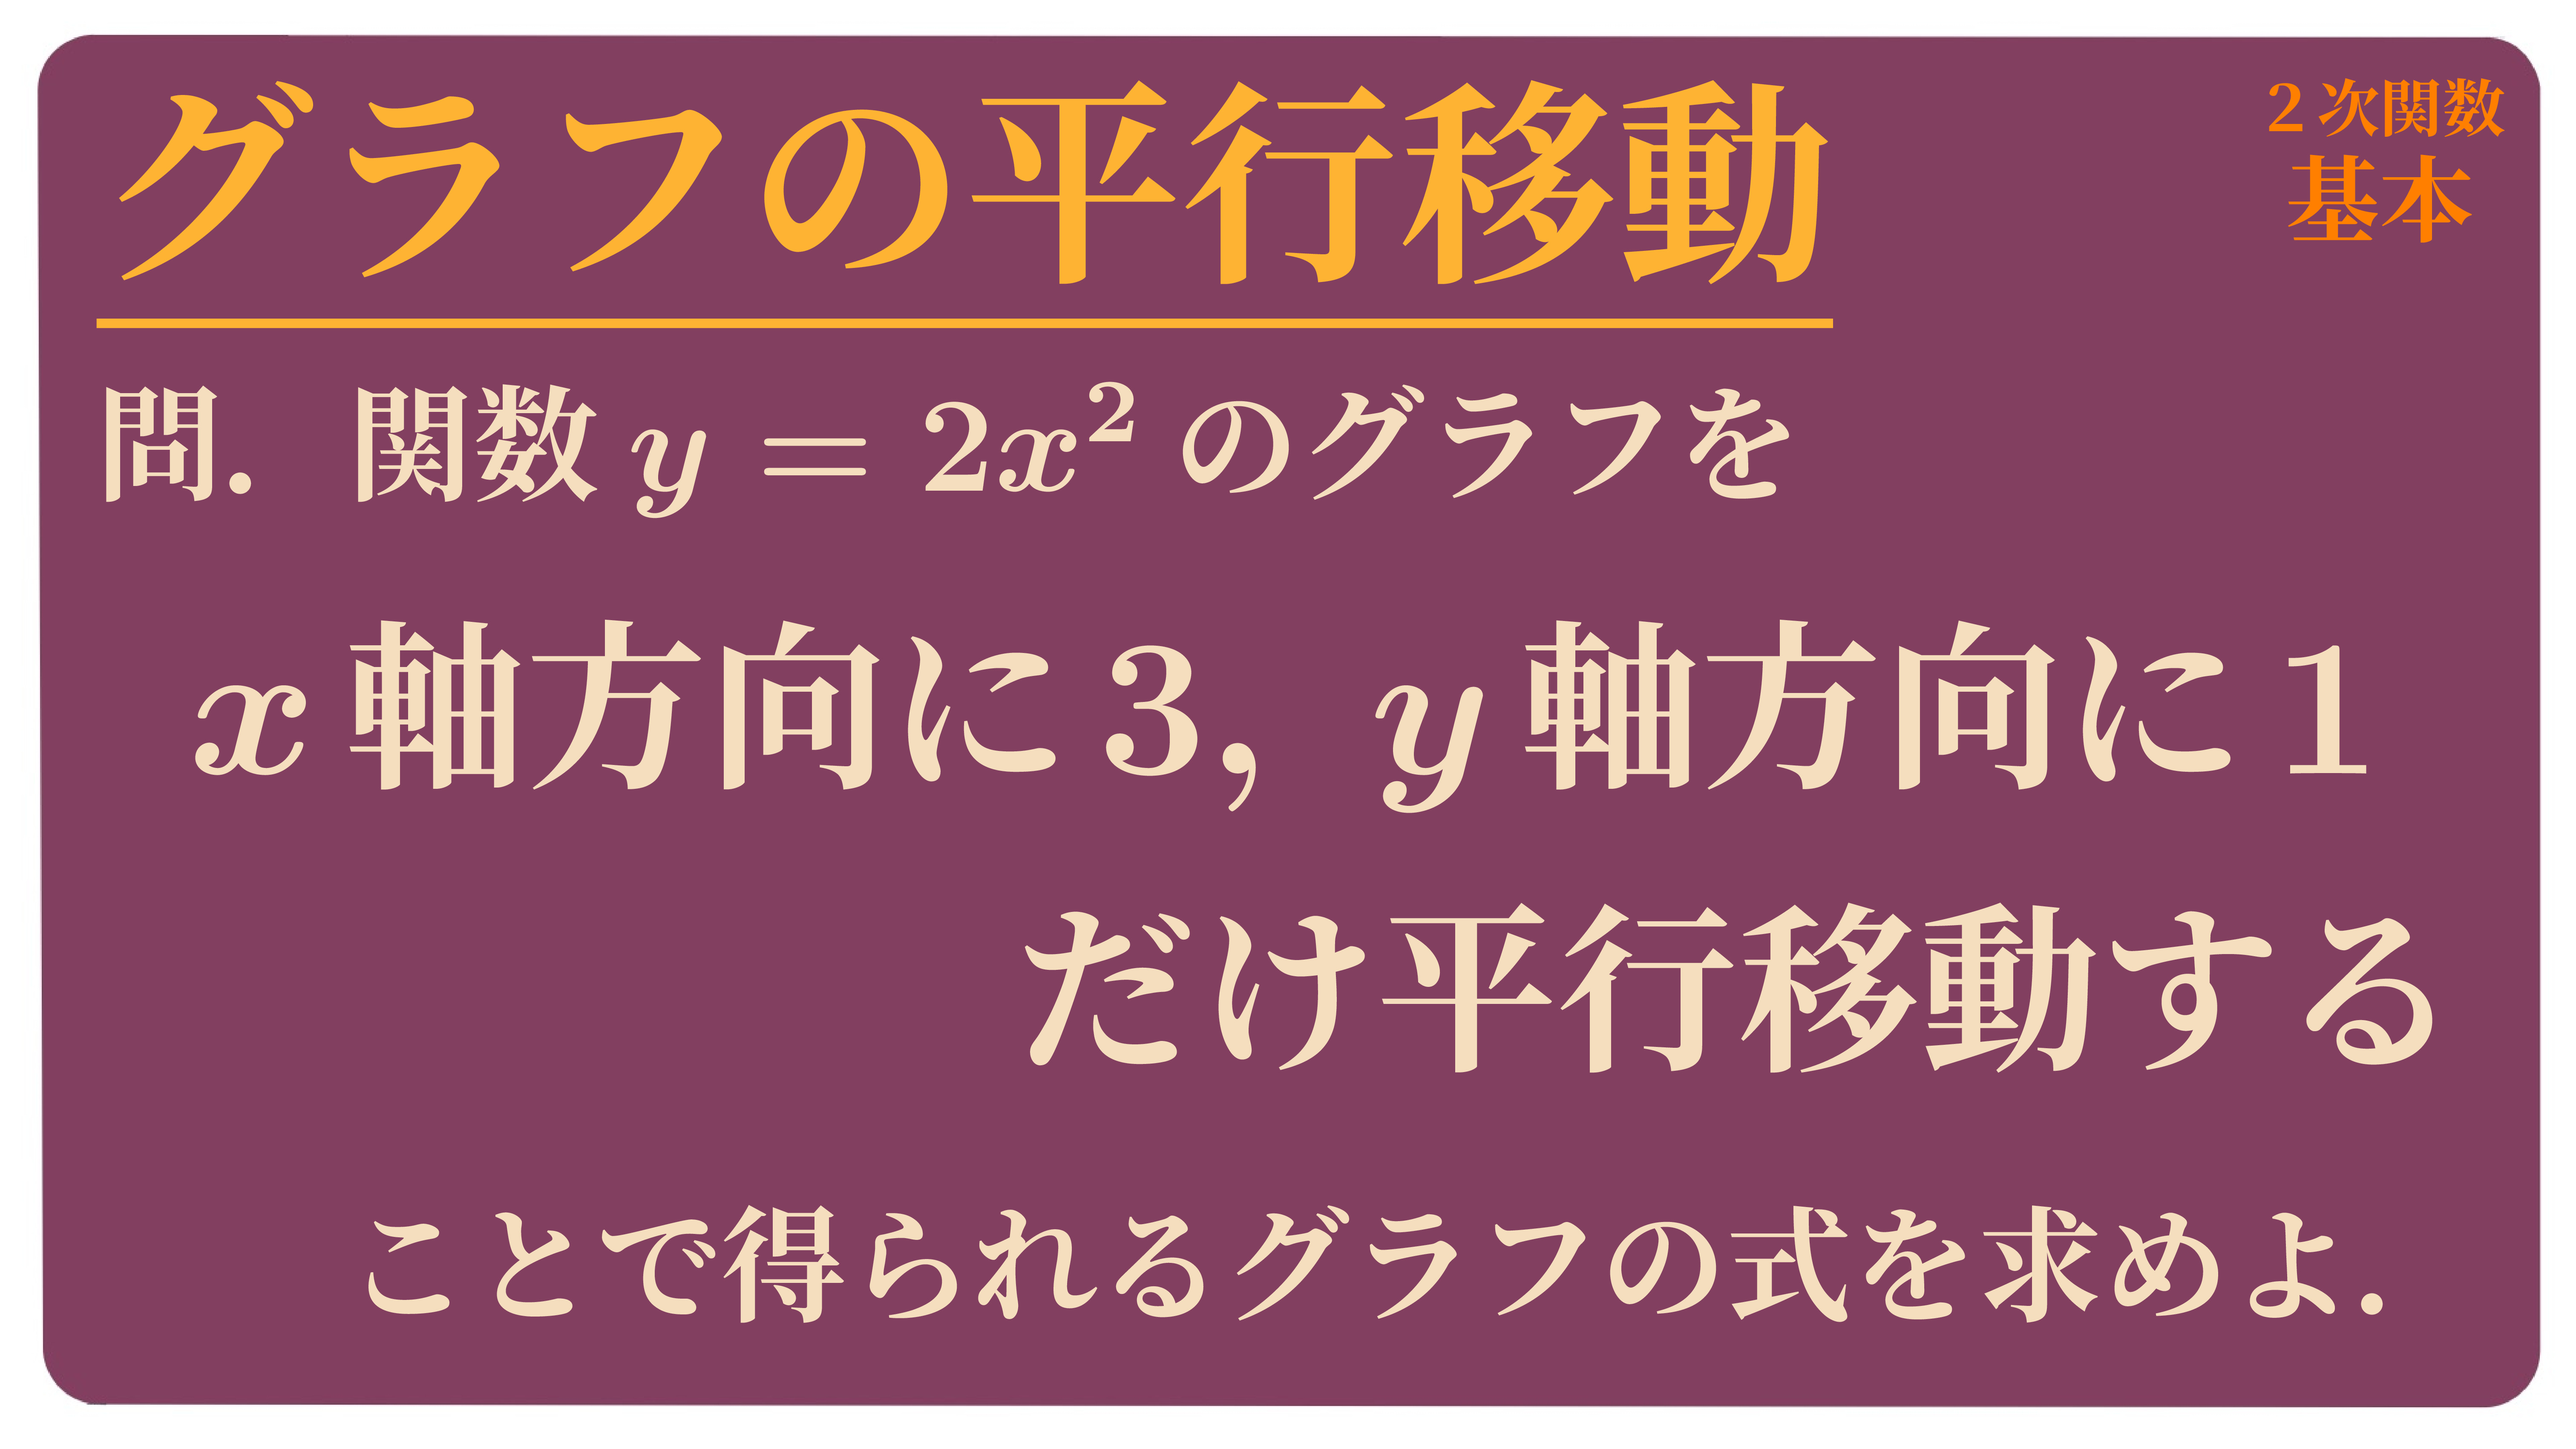 グラフの平行移動
2次関数
基本
問. 関数 y = 2x² のグラフを
x 軸方向に 3, y 軸方向に 1
だけ平行移動する
ことで得られるグラフの式を求めよ.